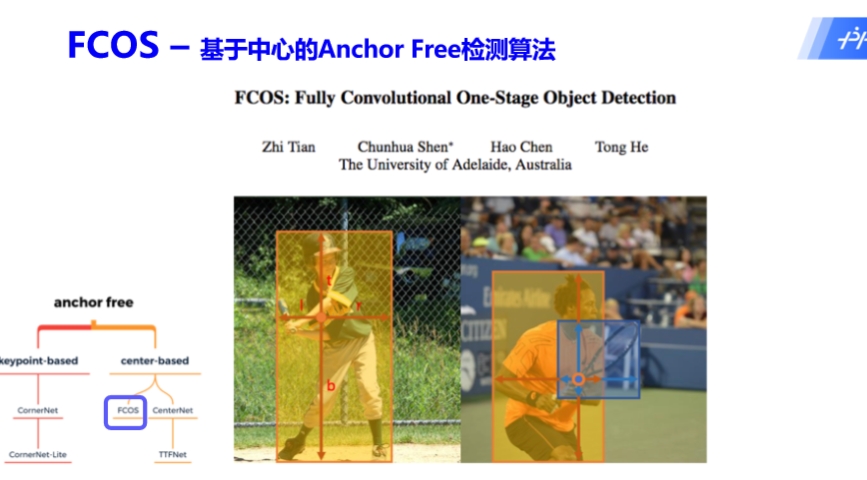 FCOS – 基于中心的Anchor Free检测算法
FCOS: Fully Convolutional One-Stage Object Detection
Zhi Tian Chunhua Shen* Hao Chen Tong He
The University of Adelaide, Australia
t
l r
b
CITIZEN
anchor free
keypoint-based center-based
CornerNet FCOS CenterNet
CornerNet-Lite TTFNet